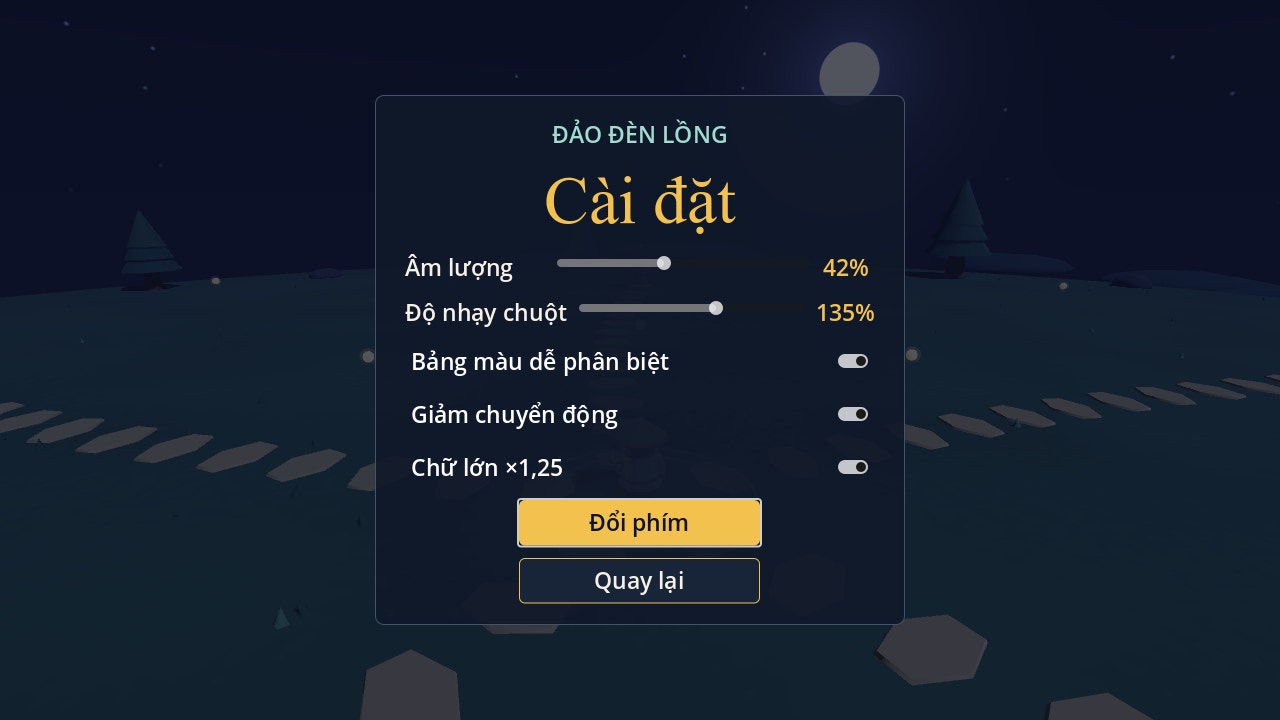 ĐẢO ĐÈN LỒNG
Cài đặt
Âm lượng 42%
Độ nhạy chuột 135%
Bảng màu dễ phân biệt
Giảm chuyển động
Chữ lớn ×1,25
Đổi phím
Quay lại